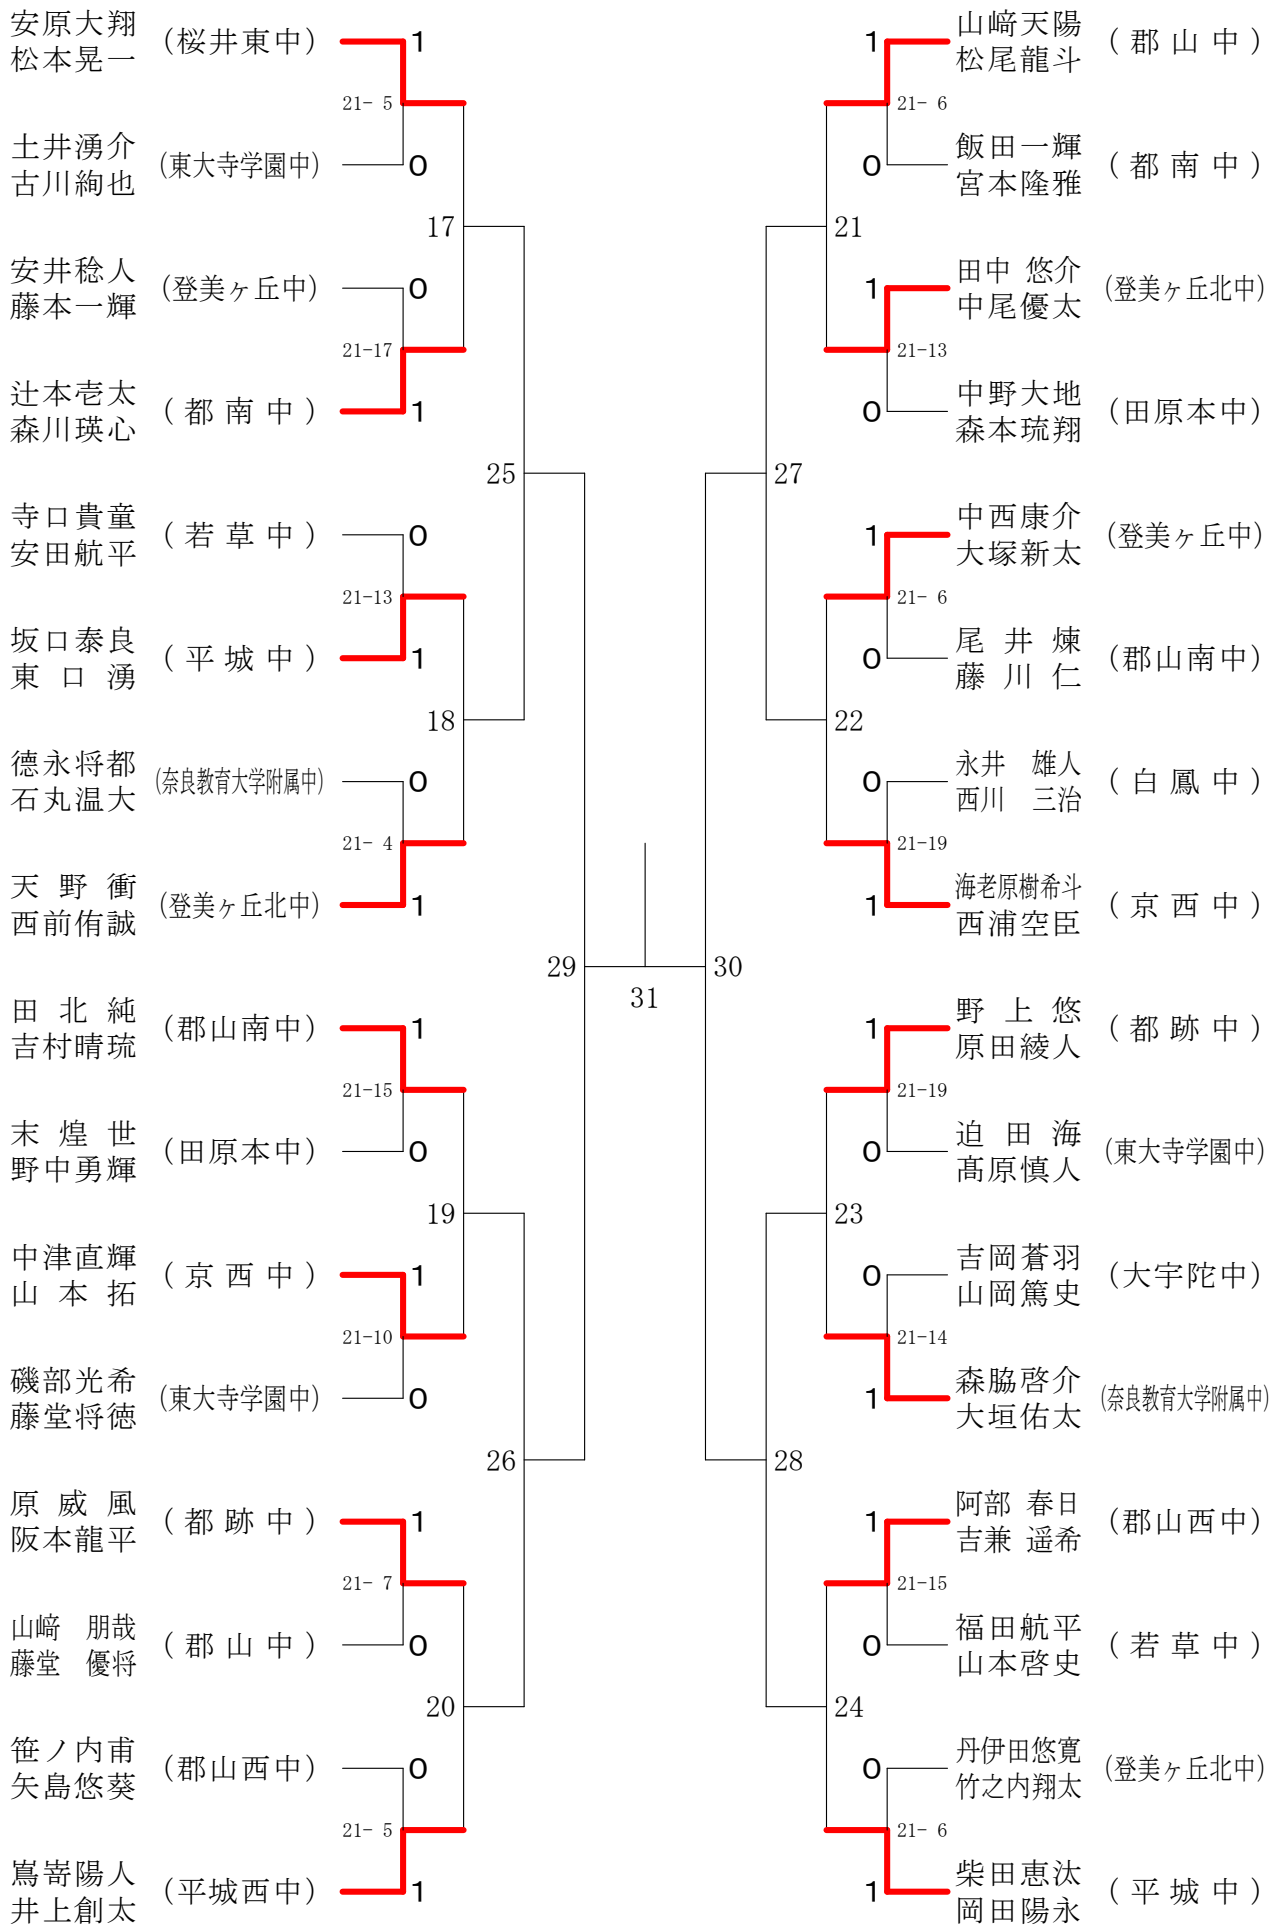 安原大翔
松本晃一
(桜井東中)
1
21- 5
土井湧介
古川絢也
(東大寺学園中)
0
17
安井稔人
藤本一輝
(登美ヶ丘中)
0
21-17
辻本壱太
森川瑛心
(都南中)
1
25
寺口貴童
安田航平
(若草中)
0
21-13
坂口泰良
東口湧
(平城中)
1
18
德永将都
石丸温大
(奈良教育大学附属中)
0
21- 4
天野衝
西前侑誠
(登美ヶ丘北中)
1
29
田北純
吉村晴琉
(郡山南中)
1
21-15
末煌世
野中勇輝
(田原本中)
0
19
中津直輝
山本拓
(京西中)
1
21-10
磯部光希
藤堂将徳
(東大寺学園中)
0
26
原威風
阪本龍平
(都跡中)
1
21- 7
山﨑 朋哉
藤堂 優将
(郡山中)
0
20
笹ノ内甫
矢島悠葵
(郡山西中)
0
21- 5
嶌嵜陽人
井上創太
(平城西中)
1
31
山﨑天陽
松尾龍斗
(郡山中)
1
21- 6
飯田一輝
宮本隆雅
(都南中)
0
21
田中 悠介
中尾優太
(登美ヶ丘北中)
1
21-13
中野大地
森本琉翔
(田原本中)
0
27
中西康介
大塚新太
(登美ヶ丘中)
1
21- 6
尾井煉
藤川仁
(郡山南中)
0
22
永井 雄人
西川 三治
(白鳳中)
0
21-19
海老原樹希斗
西浦空臣
(京西中)
1
30
野上悠
原田綾人
(都跡中)
1
21-19
迫田海
髙原慎人
(東大寺学園中)
0
23
吉岡蒼羽
山岡篤史
(大宇陀中)
0
21-14
森脇啓介
大垣佑太
(奈良教育大学附属中)
1
28
阿部 春日
吉兼 遥希
(郡山西中)
1
21-15
福田航平
山本啓史
(若草中)
0
24
丹伊田悠寛
竹之内翔太
(登美ヶ丘北中)
0
21- 6
柴田恵汰
岡田陽永
(平城中)
1